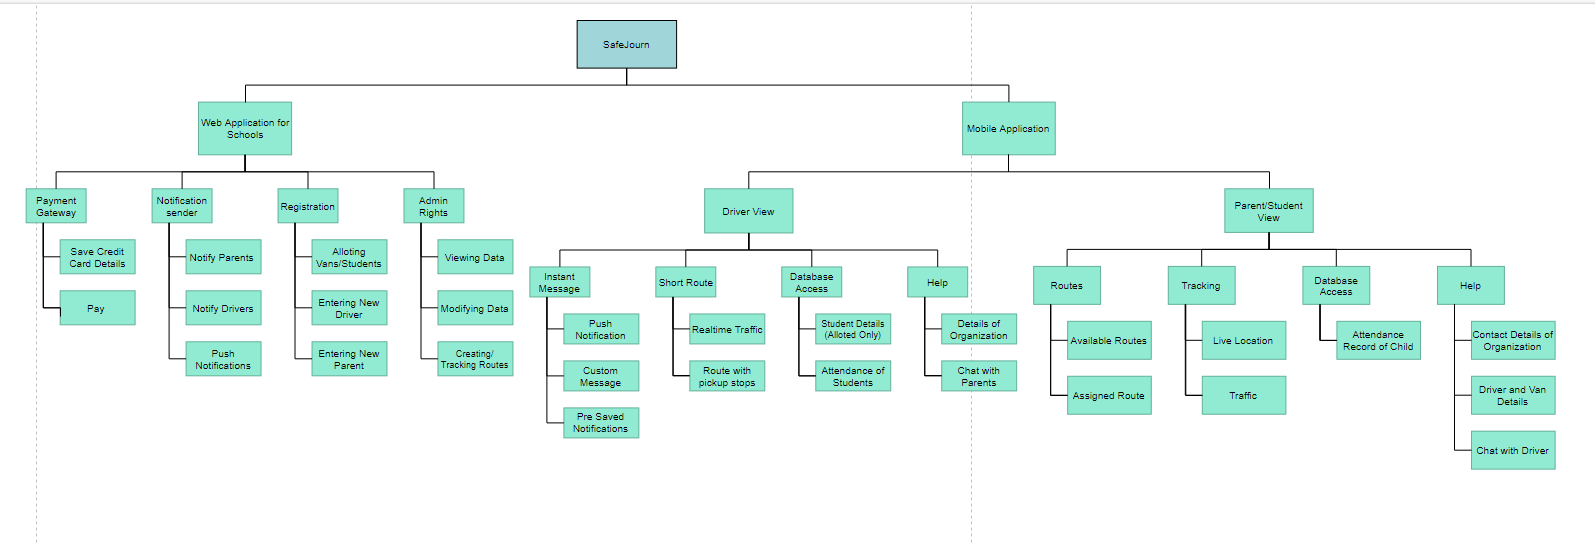 SafeJourn
Web Application for
Schools
Mobile Application
Payment
Gateway
Notification
sender
Registration
Admin
Rights
Driver View
Parent/Student
View
Save Credit
Card Details
Pay
Notify Parents
Notify Drivers
Push
Notifications
Alloting
Vans/Students
Entering New
Driver
Entering New
Parent
Viewing Data
Modifying Data
Creating/
Tracking Routes
Instant
Message
Short Route
Database
Access
Help
Push
Notification
Custom
Message
Pre Saved
Notifications
Realtime Traffic
Route with
pickup stops
Student Details
(Alloted Only)
Attendance of
Students
Details of
Organization
Chat with
Parents
Routes
Tracking
Database
Access
Help
Available Routes
Assigned Route
Live Location
Traffic
Attendance
Record of Child
Contact Details of
Organization
Driver and Van
Details
Chat with Driver